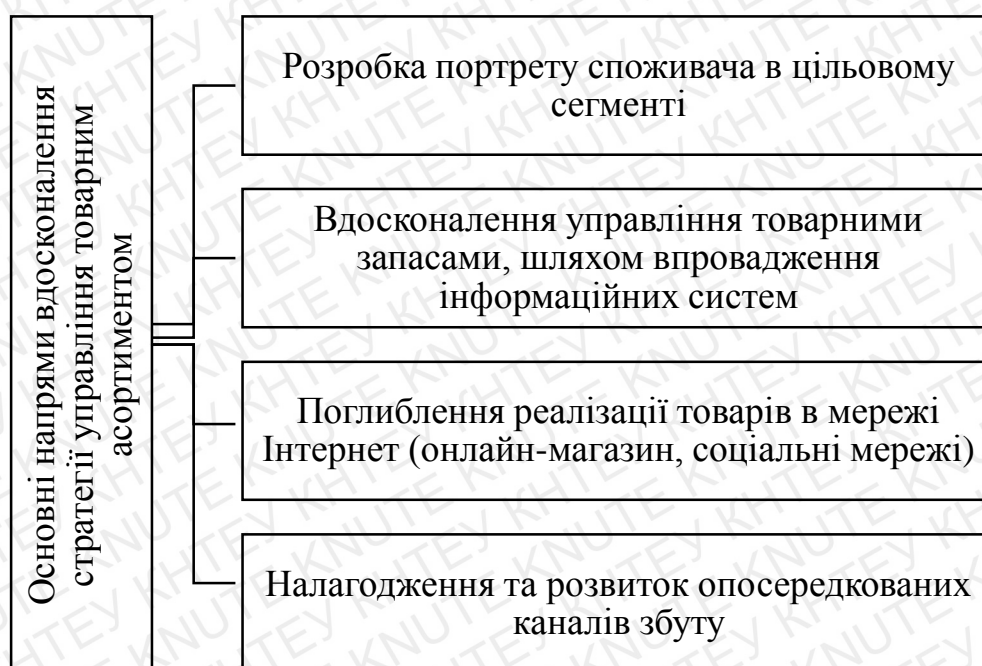 Основні напрями вдосконалення
стратегії управління товарним
асортиментом
Розробка портрету споживача в цільовому
сегменті
Вдосконалення управління товарними
запасами, шляхом впровадження
інформаційних систем
Поглиблення реалізації товарів в мережі
Інтернет (онлайн-магазин, соціальні мережі)
Налагодження та розвиток опосередкованих
каналів збуту